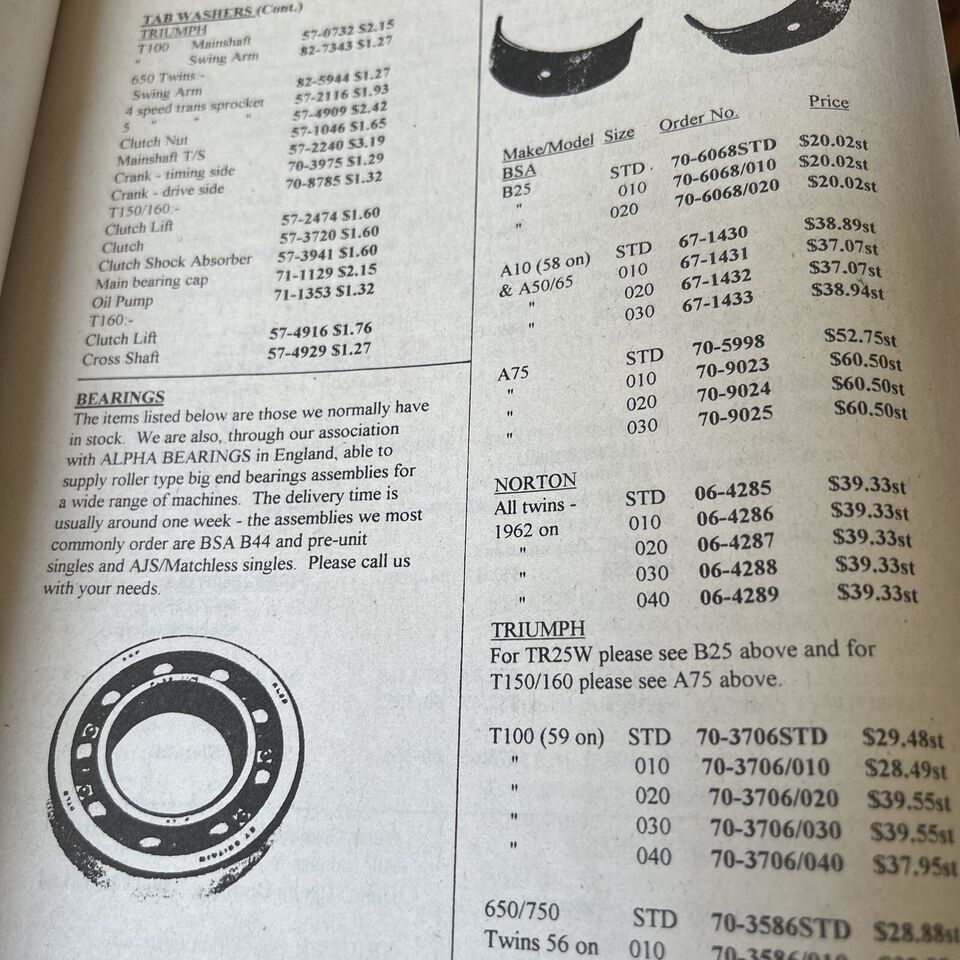 TAB WASHERS (Cont.)
TRIUMPH
T100 Mainshaft 57-0732 $2.15
" Swing Arm 82-7343 $1.27
650 Twins:-
Swing Arm 82-5944 $1.27
4 speed trans sprocket 57-2116 $1.93
5 " " " 57-4909 $2.42
Clutch Nut 57-1046 $1.65
Mainshaft T/S 57-2240 $3.19
Crank - timing side 70-3975 $1.29
Crank - drive side 70-8785 $1.32
T150/160:-
Clutch Lift 57-2474 $1.60
Clutch 57-3720 $1.60
Clutch Shock Absorber 57-3941 $1.60
Main bearing cap 71-1129 $2.15
Oil Pump 71-1353 $1.32
T160:-
Clutch Lift 57-4916 $1.76
Cross Shaft 57-4929 $1.27
BEARINGS
The items listed below are those we normally have
in stock. We are also, through our association
with ALPHA BEARINGS in England, able to
supply roller type big end bearings assemblies for
a wide range of machines. The delivery time is
usually around one week - the assemblies we most
commonly order are BSA B44 and pre-unit
singles and AJS/Matchless singles. Please call us
with your needs.
Make/Model Size Order No. Price
BSA
B25 STD 70-6068STD $20.02st
" 010 70-6068/010 $20.02st
" 020 70-6068/020 $20.02st
A10 (58 on) STD 67-1430 $38.89st
& A50/65 010 67-1431 $37.07st
" 020 67-1432 $37.07st
" 030 67-1433 $38.94st
A75 STD 70-5998 $52.75st
" 010 70-9023 $60.50st
" 020 70-9024 $60.50st
" 030 70-9025 $60.50st
NORTON
All twins - STD 06-4285 $39.33st
1962 on 010 06-4286 $39.33st
" 020 06-4287 $39.33st
" 030 06-4288 $39.33st
" 040 06-4289 $39.33st
TRIUMPH
For TR25W please see B25 above and for
T150/160 please see A75 above.
T100 (59 on) STD 70-3706STD $29.48st
" 010 70-3706/010 $28.49st
" 020 70-3706/020 $39.55st
" 030 70-3706/030 $39.55st
" 040 70-3706/040 $37.95st
650/750 STD 70-3586STD $28.88st
Twins 56 on 010 70-3586/010